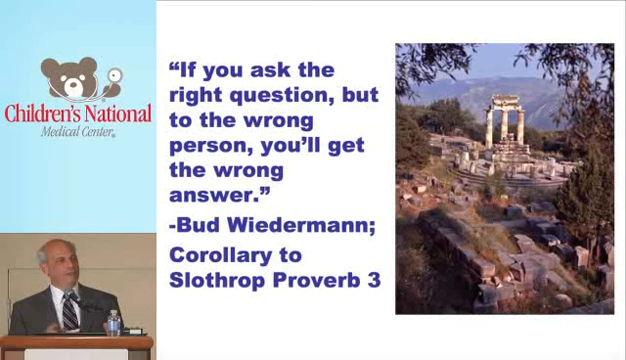 Children's National
Medical Center®
“If you ask the
right question, but
to the wrong
person, you’ll get
the wrong
answer.”
-Bud Wiedermann;
Corollary to
Slothrop Proverb 3